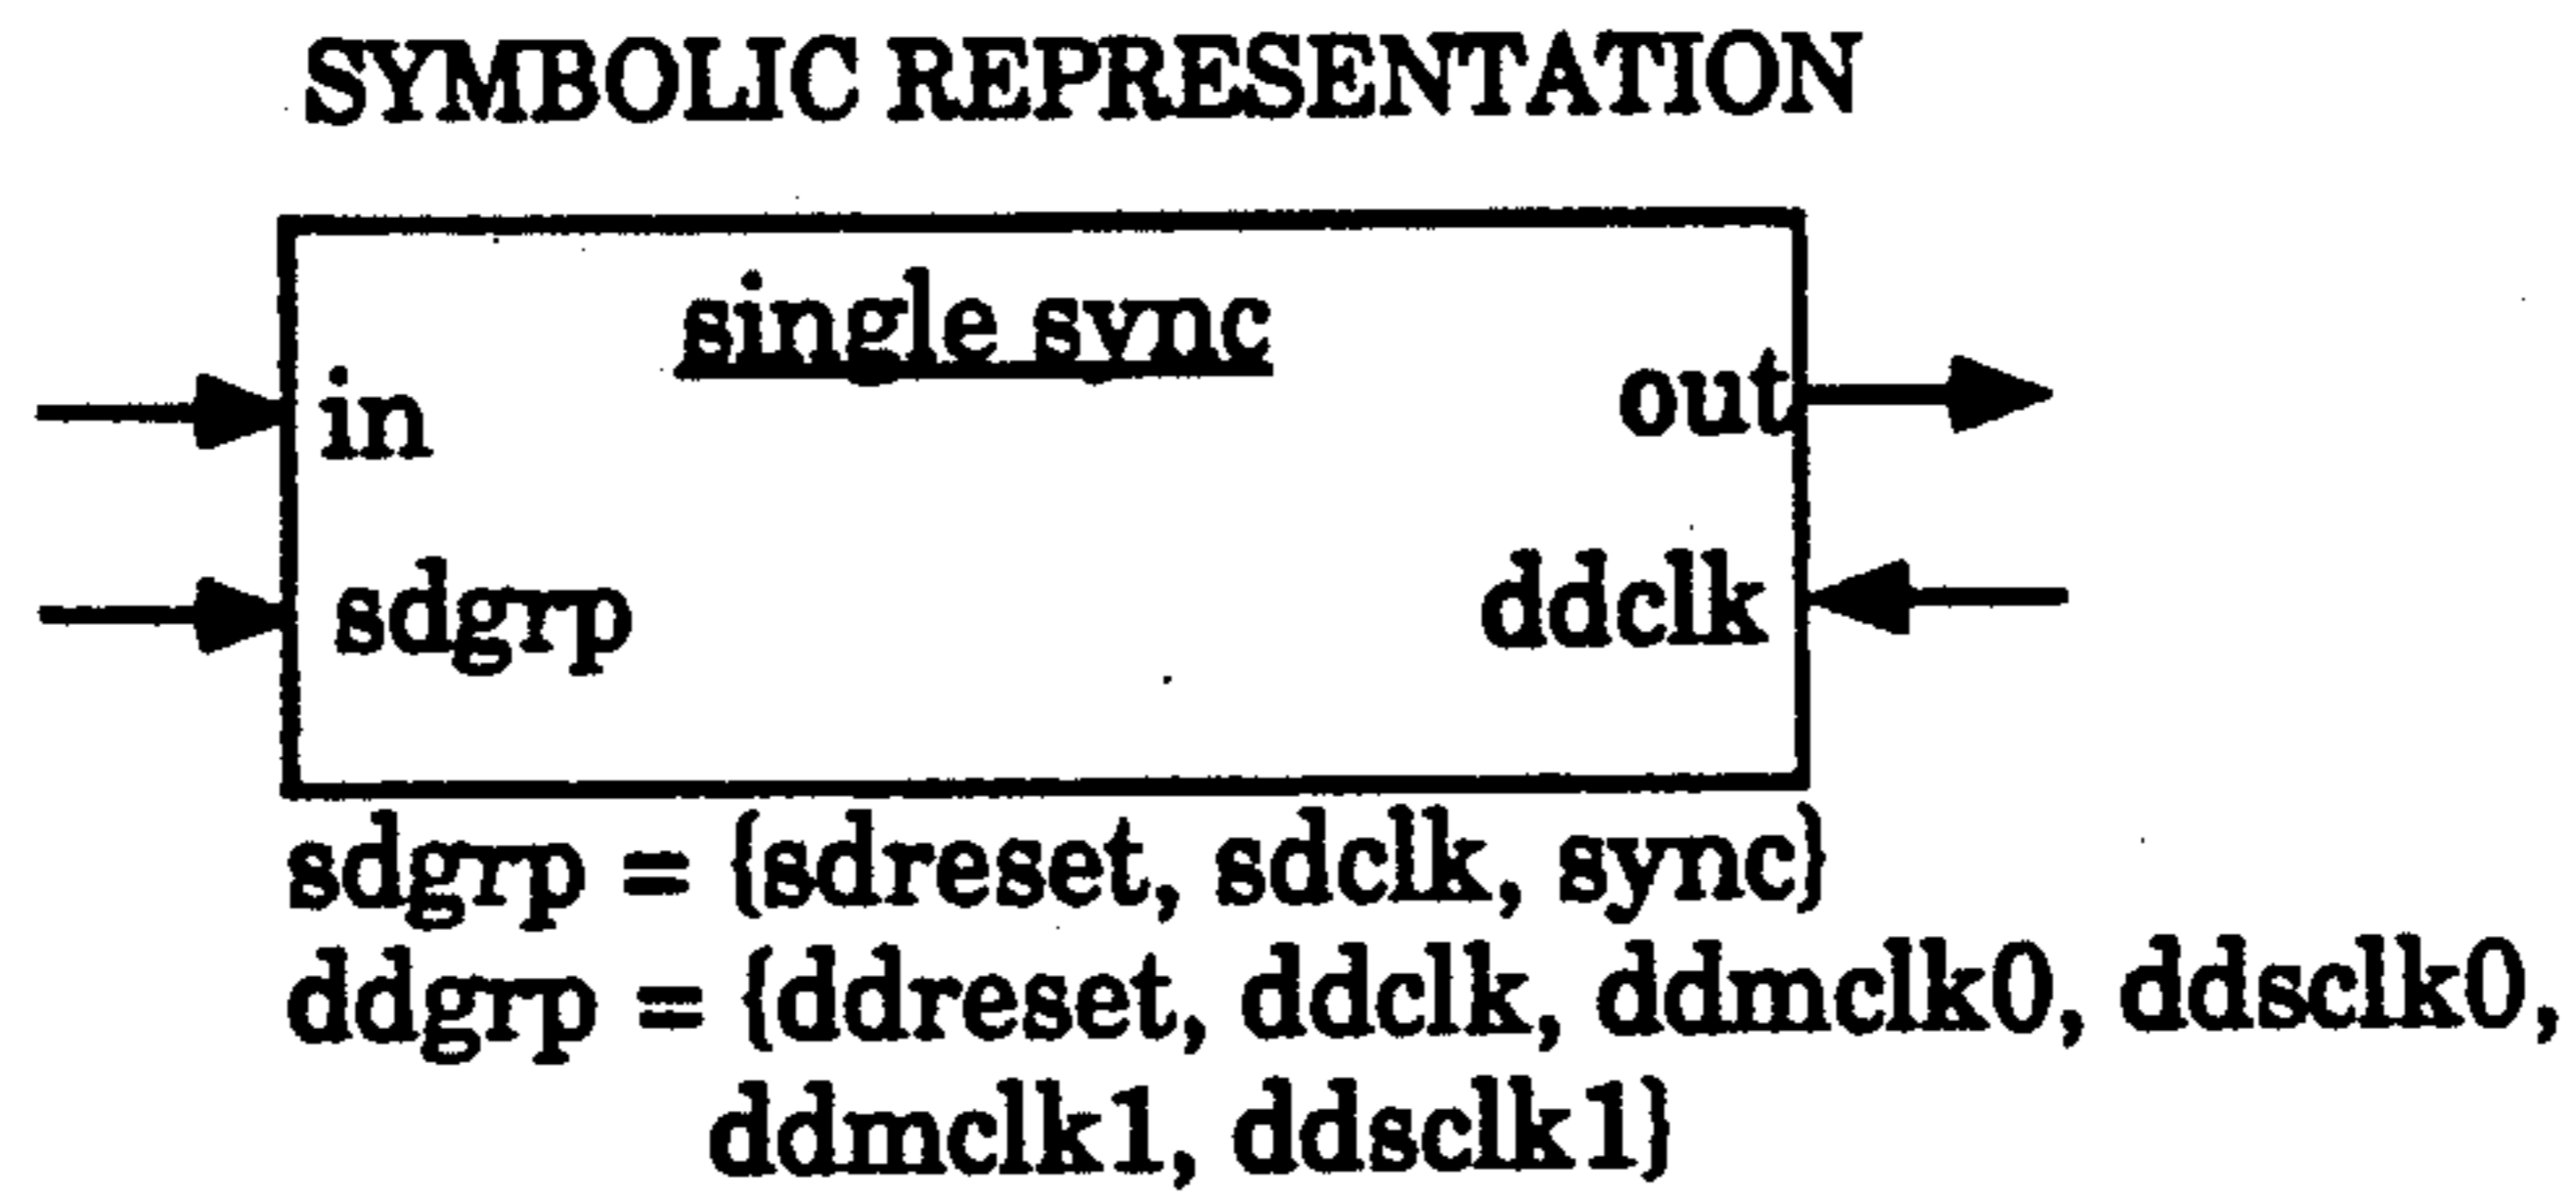 SYMBOLIC REPRESENTATION
single sync
in
out
sdgrp
ddclk
sdgrp = {sdreset, sdclk, sync}
ddgrp = {ddreset, ddclk, ddmclk0, ddsclk0,
ddmclk1, ddsclk1}